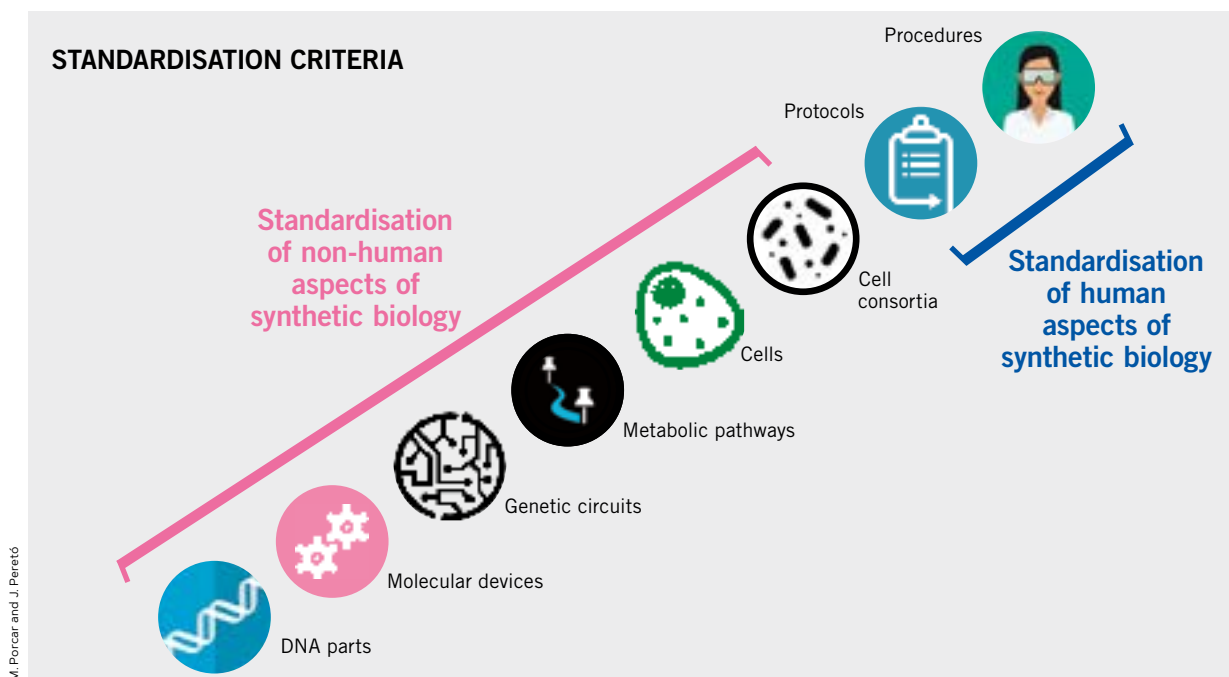 STANDARDISATION CRITERIA
Procedures
Protocols
Standardisation
of non-human
aspects of
synthetic biology
Cell
consortia
Standardisation
of human
aspects of
synthetic biology
Cells
Metabolic pathways
Genetic circuits
Molecular devices
DNA parts
M. Porcar and J. Peretó